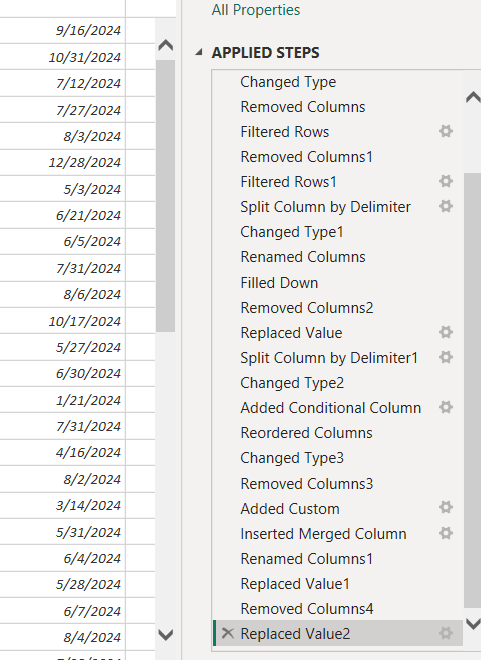 All Properties
APPLIED STEPS
Changed Type
Removed Columns
Filtered Rows
Removed Columns1
Filtered Rows1
Split Column by Delimiter
Changed Type1
Renamed Columns
Filled Down
Removed Columns2
Replaced Value
Split Column by Delimiter1
Changed Type2
Added Conditional Column
Reordered Columns
Changed Type3
Removed Columns3
Added Custom
Inserted Merged Column
Renamed Columns1
Replaced Value1
Removed Columns4
Replaced Value2
9/16/2024
10/31/2024
7/12/2024
7/27/2024
8/3/2024
12/28/2024
5/3/2024
6/21/2024
6/5/2024
7/31/2024
8/6/2024
10/17/2024
5/27/2024
6/30/2024
1/21/2024
7/31/2024
4/16/2024
8/2/2024
3/14/2024
5/31/2024
6/4/2024
5/28/2024
6/7/2024
8/4/2024